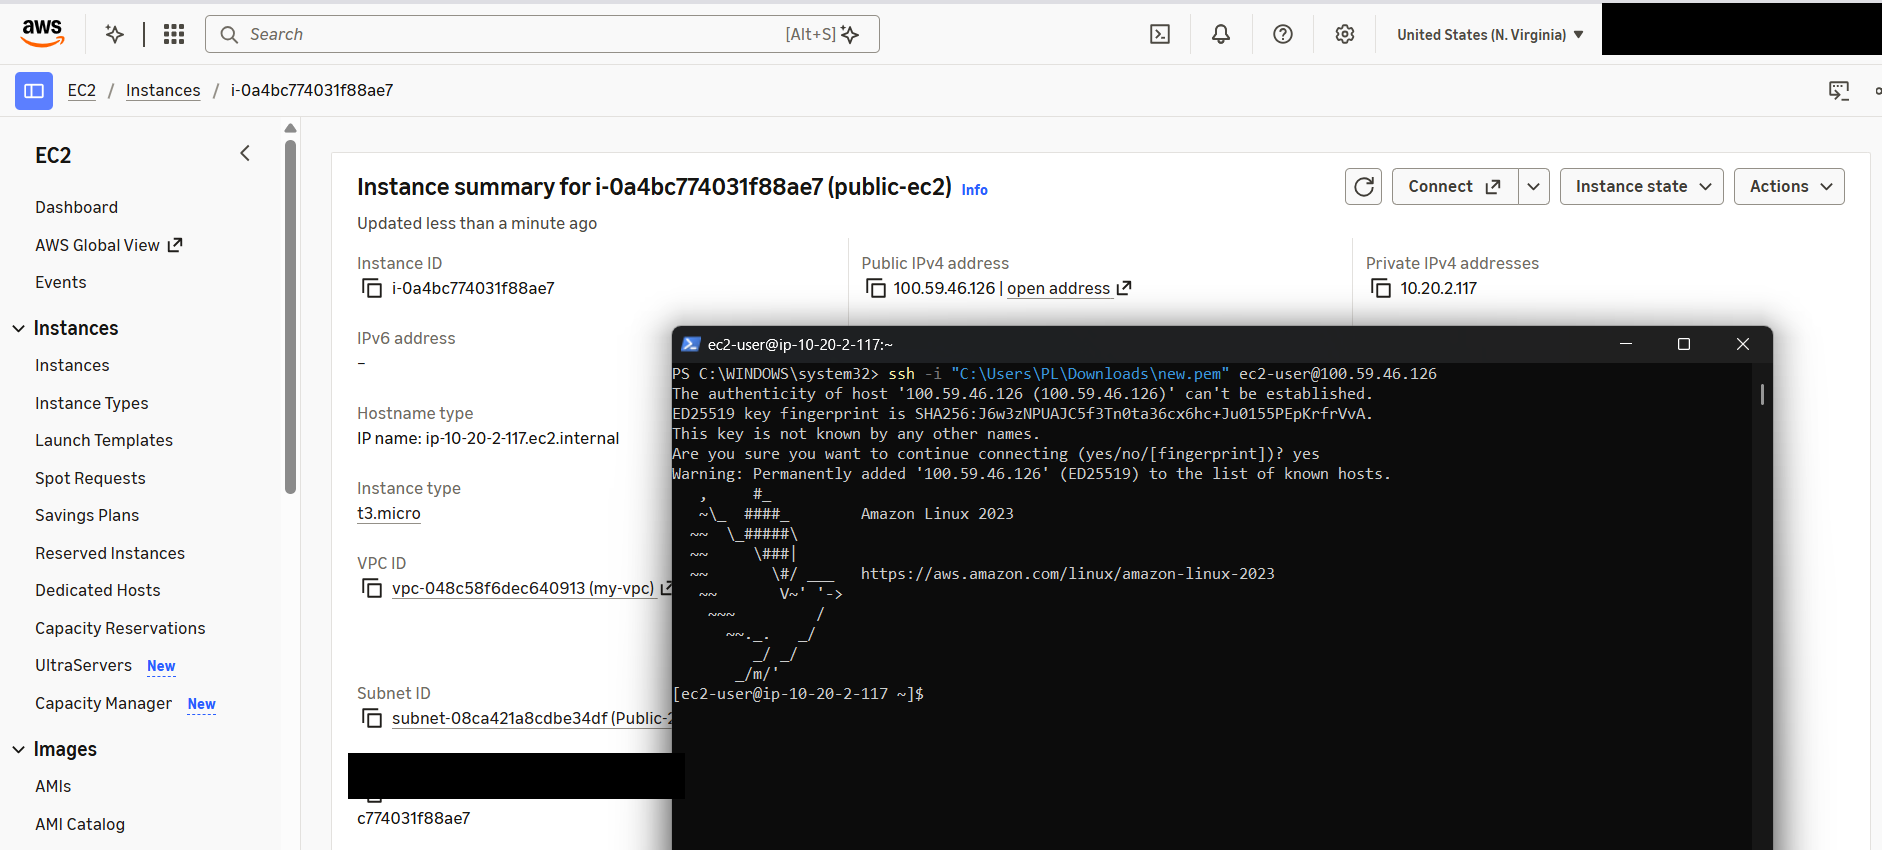 aws
Search [Alt+S]
United States (N. Virginia)
EC2 / Instances / i-0a4bc774031f88ae7
EC2
Dashboard
AWS Global View
Events
Instances
Instances
Instance Types
Launch Templates
Spot Requests
Savings Plans
Reserved Instances
Dedicated Hosts
Capacity Reservations
UltraServers New
Capacity Manager New
Images
AMIs
AMI Catalog
Instance summary for i-0a4bc774031f88ae7 (public-ec2) Info
Connect
Instance state
Actions
Updated less than a minute ago
Instance ID
i-0a4bc774031f88ae7
Public IPv4 address
100.59.46.126 | open address
Private IPv4 addresses
10.20.2.117
IPv6 address
–
Hostname type
IP name: ip-10-20-2-117.ec2.internal
Instance type
t3.micro
VPC ID
vpc-048c58f6dec640913 (my-vpc)
Subnet ID
subnet-08ca421a8cdbe34df (Public-2
c774031f88ae7
ec2-user@ip-10-20-2-117:~
PS C:\WINDOWS\system32> ssh -i "C:\Users\PL\Downloads\new.pem" ec2-user@100.59.46.126
The authenticity of host '100.59.46.126 (100.59.46.126)' can't be established.
ED25519 key fingerprint is SHA256:J6w3zNPUAJC5f3Tn0ta36cx6hc+Ju0155PEpKrfrVvA.
This key is not known by any other names.
Are you sure you want to continue connecting (yes/no/[fingerprint])? yes
Warning: Permanently added '100.59.46.126' (ED25519) to the list of known hosts.
   ,     #_
   ~\_  ####_        Amazon Linux 2023
  ~~  \_#####\
  ~~     \###|
  ~~       \#/ ___   https://aws.amazon.com/linux/amazon-linux-2023
   ~~       V~' '->
    ~~~         /
      ~~._.   _/
         _/ _/
       _/m/'
[ec2-user@ip-10-20-2-117 ~]$